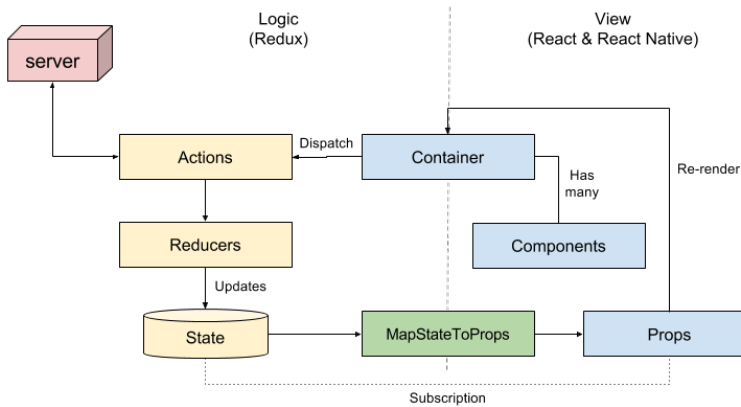 Logic
(Redux)
View
(React & React Native)
server
Dispatch
Actions
Container
Has
many
Re-render
Reducers
Components
Updates
State
MapStateToProps
Props
Subscription